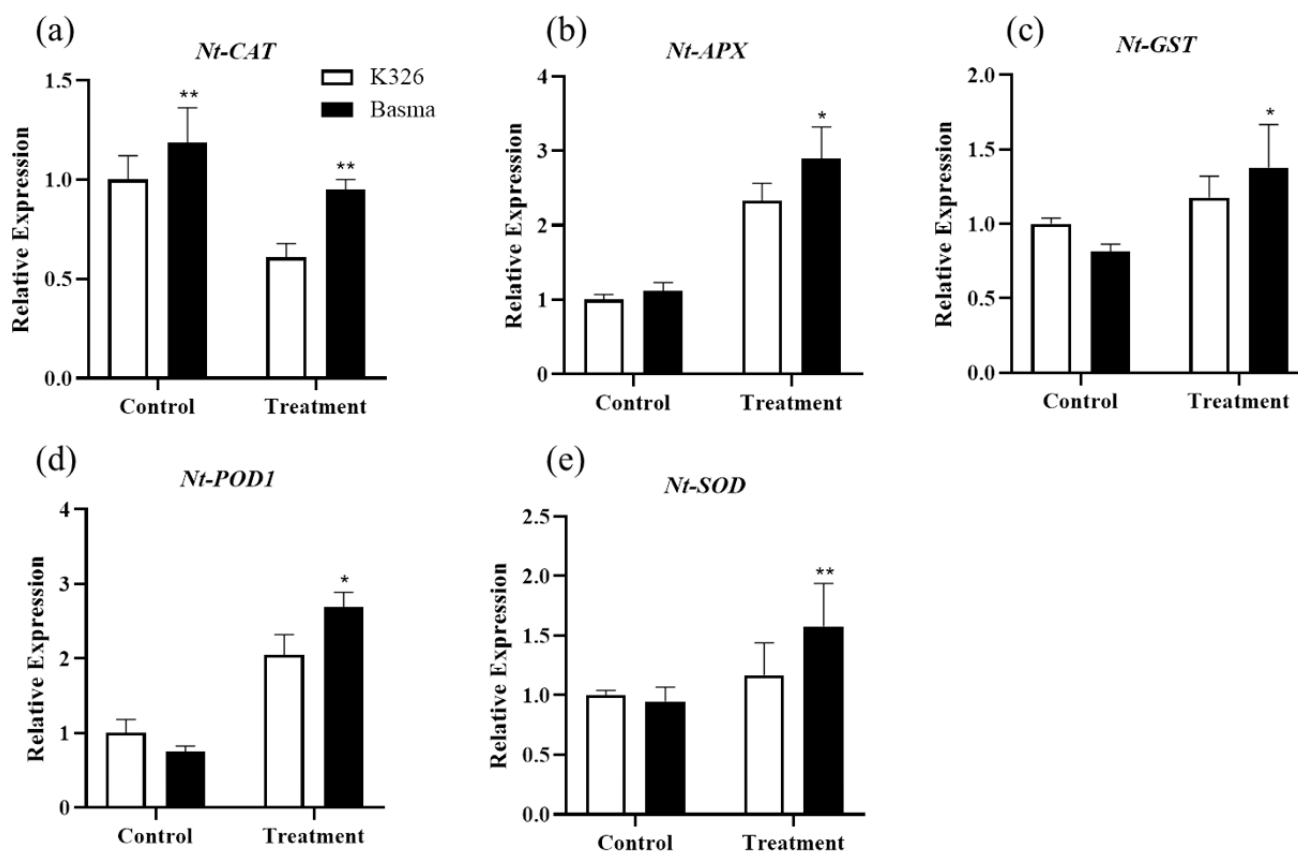 (a)
Nt-CAT
K326
Basma
**
**
Relative Expression
1.5
1.0
0.5
0.0
Control Treatment
(b)
Nt-APX
*
Relative Expression
4
3
2
1
0
Control Treatment
(c)
Nt-GST
*
Relative Expression
2.0
1.5
1.0
0.5
0.0
Control Treatment
(d)
Nt-POD1
*
Relative Expression
4
3
2
1
0
Control Treatment
(e)
Nt-SOD
**
Relative Expression
2.5
2.0
1.5
1.0
0.5
0.0
Control Treatment